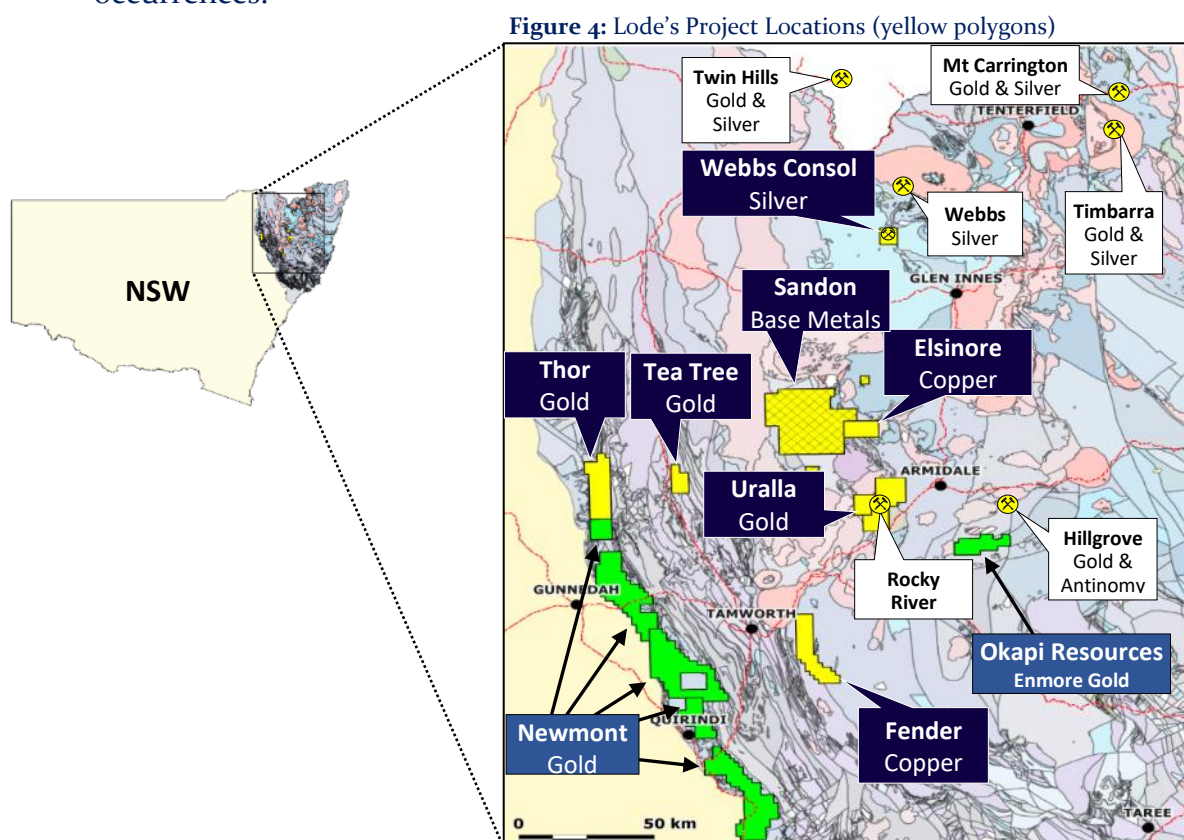 occurrences.
Figure 4: Lode's Project Locations (yellow polygons)
Twin Hills
Gold &
Silver
Mt Carrington
Gold & Silver
TENTERFIELD
Webbs Consol
Silver
Webbs
Silver
Timbarra
Gold &
Silver
NSW
GLEN INNES
Sandon
Base Metals
Elsinore
Copper
Thor
Gold
Tea Tree
Gold
ARMIDALE
Uralla
Gold
Hillgrove
Gold &
Antinomy
Rocky
River
GUNNEDAH
TAMWORTH
Okapi Resources
Enmore Gold
Newmont
Gold
QUIRINDI
Fender
Copper
TAREE
0 50 km